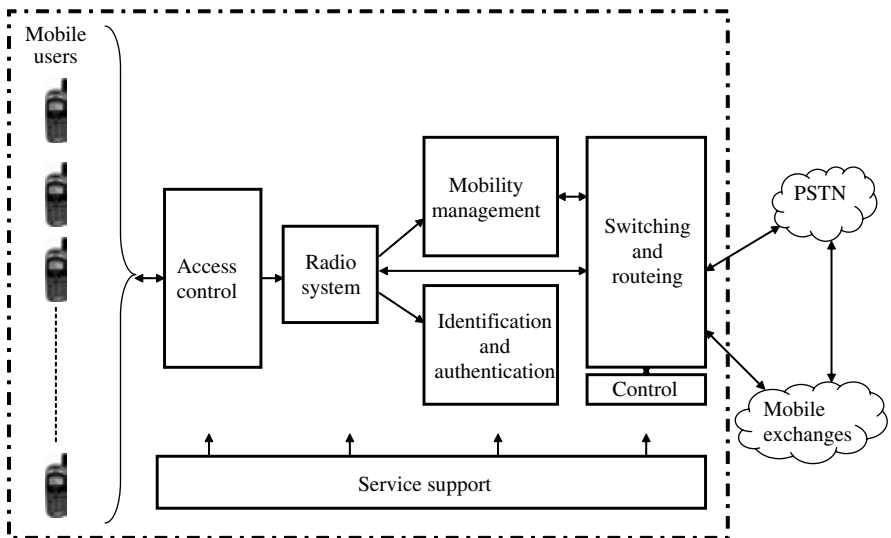 Mobile
users
Access
control
Radio
system
Mobility
management
Identification
and
authentication
Switching
and
routeing
Control
Service support
PSTN
Mobile
exchanges